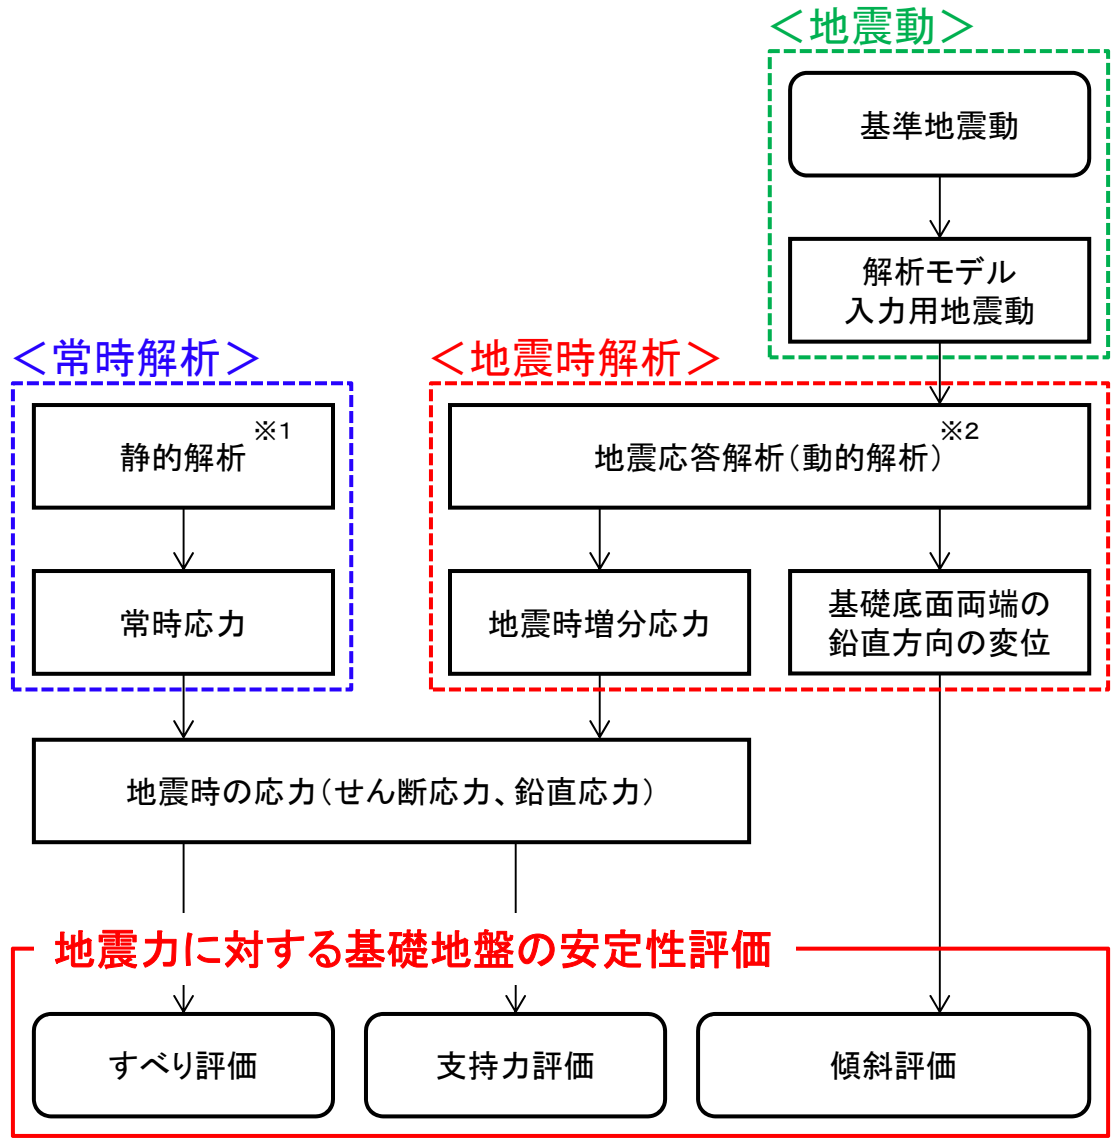 ＜地震動＞
基準地震動
解析モデル
入力用地震動
＜常時解析＞
＜地震時解析＞
静的解析※1
地震応答解析（動的解析）※2
常時応力
地震時増分応力
基礎底面両端の
鉛直方向の変位
地震時の応力（せん断応力、鉛直応力）
地震力に対する基礎地盤の安定性評価
すべり評価
支持力評価
傾斜評価